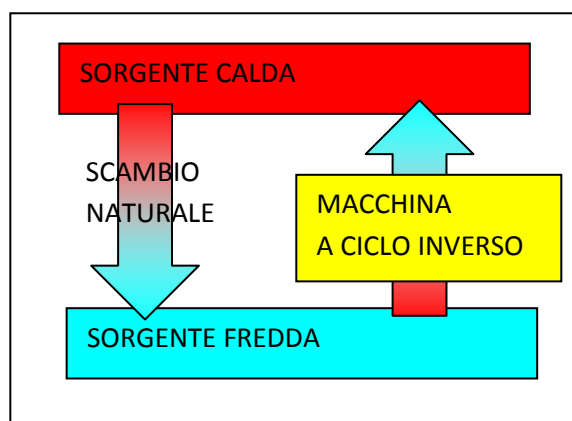 SORGENTE CALDA
SCAMBIO
NATURALE
MACCHINA
A CICLO INVERSO
SORGENTE FREDDA